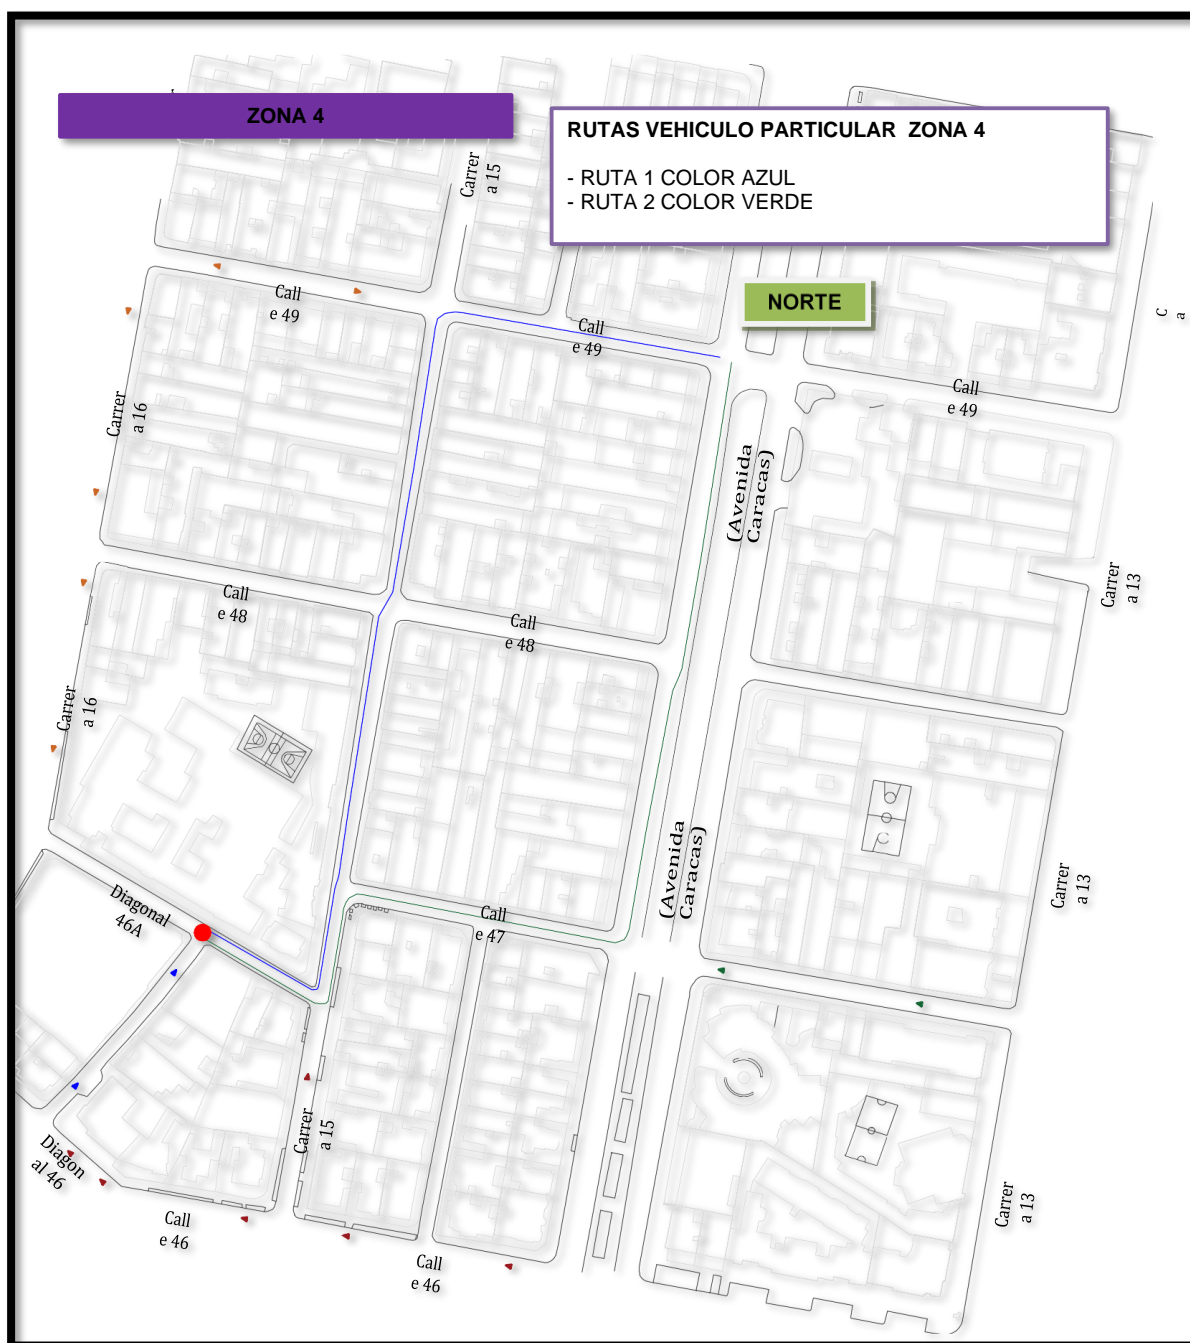 ZONA 4
RUTAS VEHICULO PARTICULAR  ZONA 4
- RUTA 1 COLOR AZUL
- RUTA 2 COLOR VERDE
Carrer
a 15
NORTE
Call
e 49
Call
e 49
Call
e 49
C
a
Carrer
a 16
(Avenida
Caracas)
Carrer
a 13
Call
e 48
Call
e 48
Carrer
a 16
(Avenida
Caracas)
Carrer
a 13
Diagonal
46A
Call
e 47
Carrer
a 15
Diagon
al 46
Call
e 46
Call
e 46
Carrer
a 13